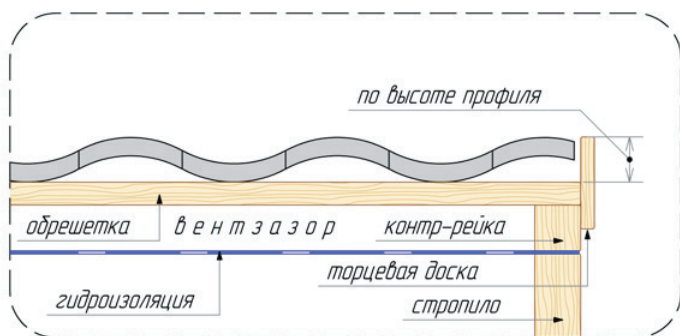 по высоте профиля
обрешетка
вентзазор
контр-рейка
торцевая доска
гидроизоляция
стропило